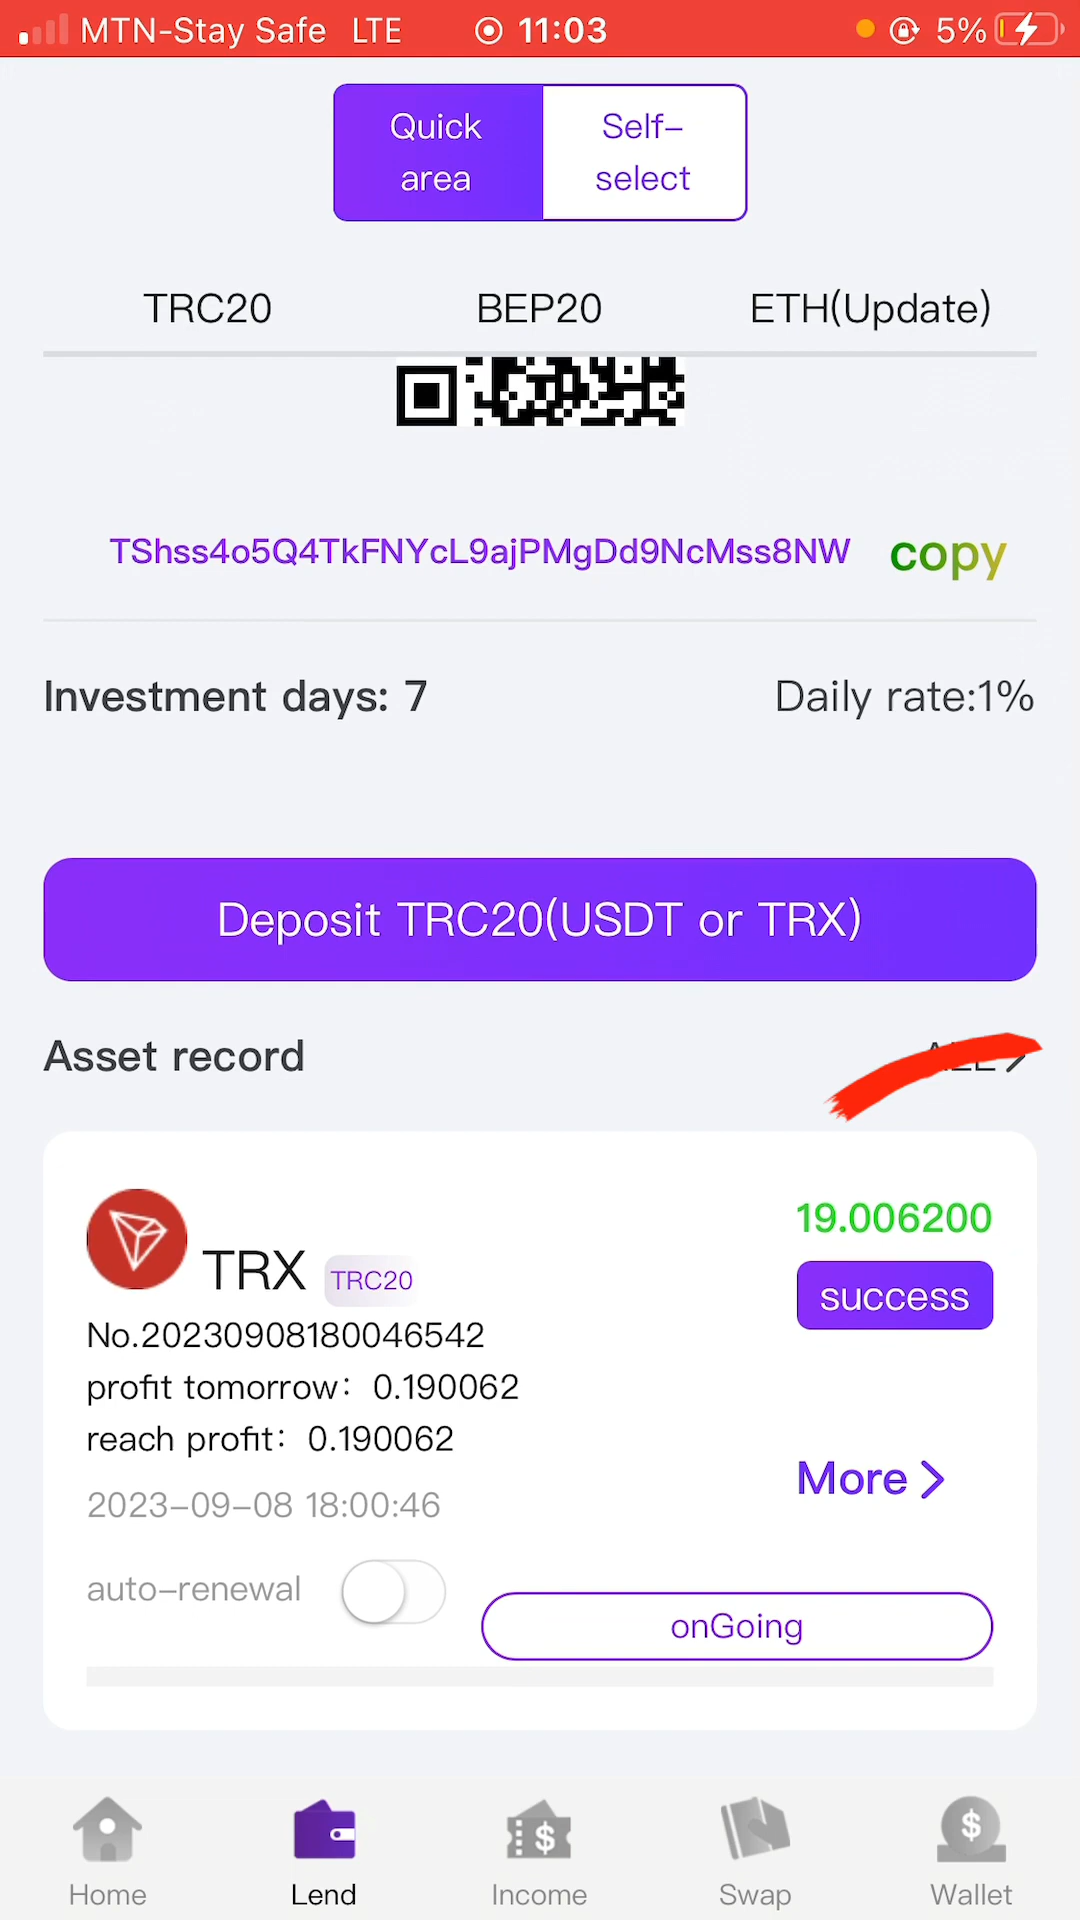 MTN-Stay Safe LTE 11:03 5%
Quick area
Self-select
TRC20 BEP20 ETH(Update)
TShss4o5Q4TkFNYcL9ajPMgDd9NcMss8NW copy
Investment days: 7 Daily rate:1%
Deposit TRC20(USDT or TRX)
Asset record
19.006200
TRX TRC20 success
No.20230908180046542
profit tomorrow: 0.190062
reach profit: 0.190062
More
2023-09-08 18:00:46
auto-renewal
onGoing
Home Lend Income Swap Wallet